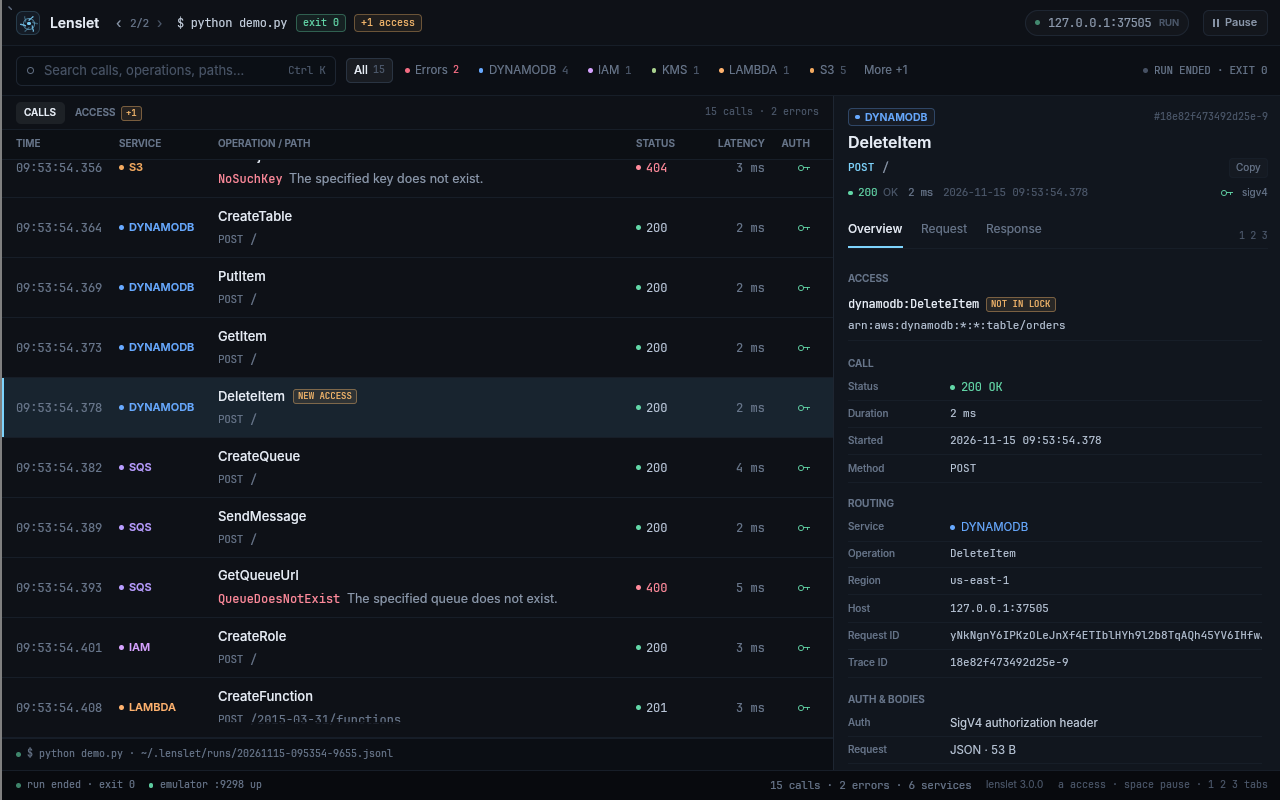 Lenslet ‹ 2/2 › $ python demo.py exit 0 +1 access 127.0.0.1:37505 RUN Pause
Search calls, operations, paths... Ctrl K All 15 Errors 2 DYNAMODB 4 IAM 1 KMS 1 LAMBDA 1 S3 5 More +1 RUN ENDED · EXIT 0
CALLS ACCESS +1 15 calls · 2 errors
TIME SERVICE OPERATION / PATH STATUS LATENCY AUTH
09:53:54.356 S3 404 3 ms
NoSuchKey The specified key does not exist.
CreateTable
09:53:54.364 DYNAMODB 200 2 ms
POST /
PutItem
09:53:54.369 DYNAMODB 200 2 ms
POST /
GetItem
09:53:54.373 DYNAMODB 200 2 ms
POST /
DeleteItem NEW ACCESS
09:53:54.378 DYNAMODB 200 2 ms
POST /
CreateQueue
09:53:54.382 SQS 200 4 ms
POST /
SendMessage
09:53:54.389 SQS 200 2 ms
POST /
GetQueueUrl
09:53:54.393 SQS 400 5 ms
QueueDoesNotExist The specified queue does not exist.
CreateRole
09:53:54.401 IAM 200 3 ms
POST /
CreateFunction
09:53:54.408 LAMBDA 201 3 ms
POST /2015-03-31/functions
$ python demo.py · ~/.lenslet/runs/20261115-095354-9655.jsonl
DYNAMODB #18e82f473492d25e-9
DeleteItem
POST / Copy
200 OK 2 ms 2026-11-15 09:53:54.378 sigv4
Overview Request Response 1 2 3
ACCESS
dynamodb:DeleteItem NOT IN LOCK
arn:aws:dynamodb:*:*:table/orders
CALL
Status 200 OK
Duration 2 ms
Started 2026-11-15 09:53:54.378
Method POST
ROUTING
Service DYNAMODB
Operation DeleteItem
Region us-east-1
Host 127.0.0.1:37505
Request ID yNkNgnY6IPKzOLeJnXf4ETIblHYh9l2b8TqAQh45YV6IHfw
Trace ID 18e82f473492d25e-9
AUTH & BODIES
Auth SigV4 authorization header
Request JSON · 53 B
run ended · exit 0 emulator :9298 up 15 calls · 2 errors · 6 services lenslet 3.0.0 a access · space pause · 1 2 3 tabs